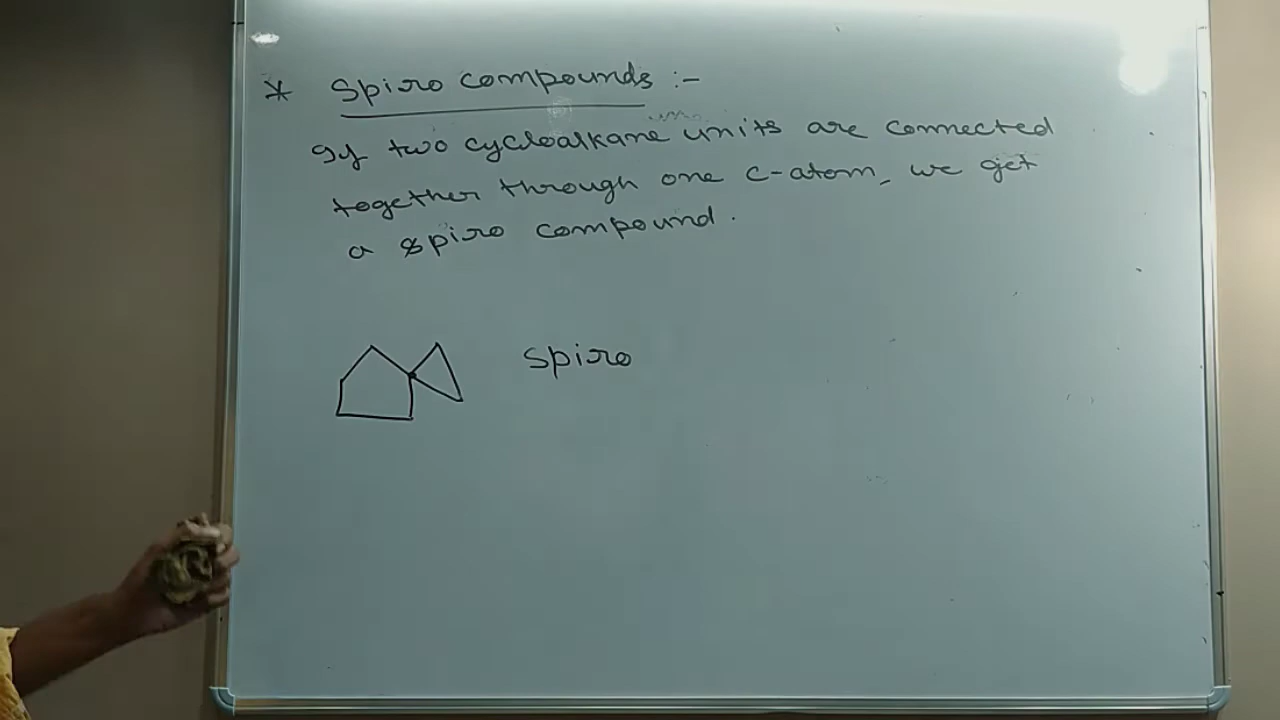 * Spiro compounds :-
If two cycloalkane units are connected
together through one c-atom, we get
a spiro compound.
Spiro